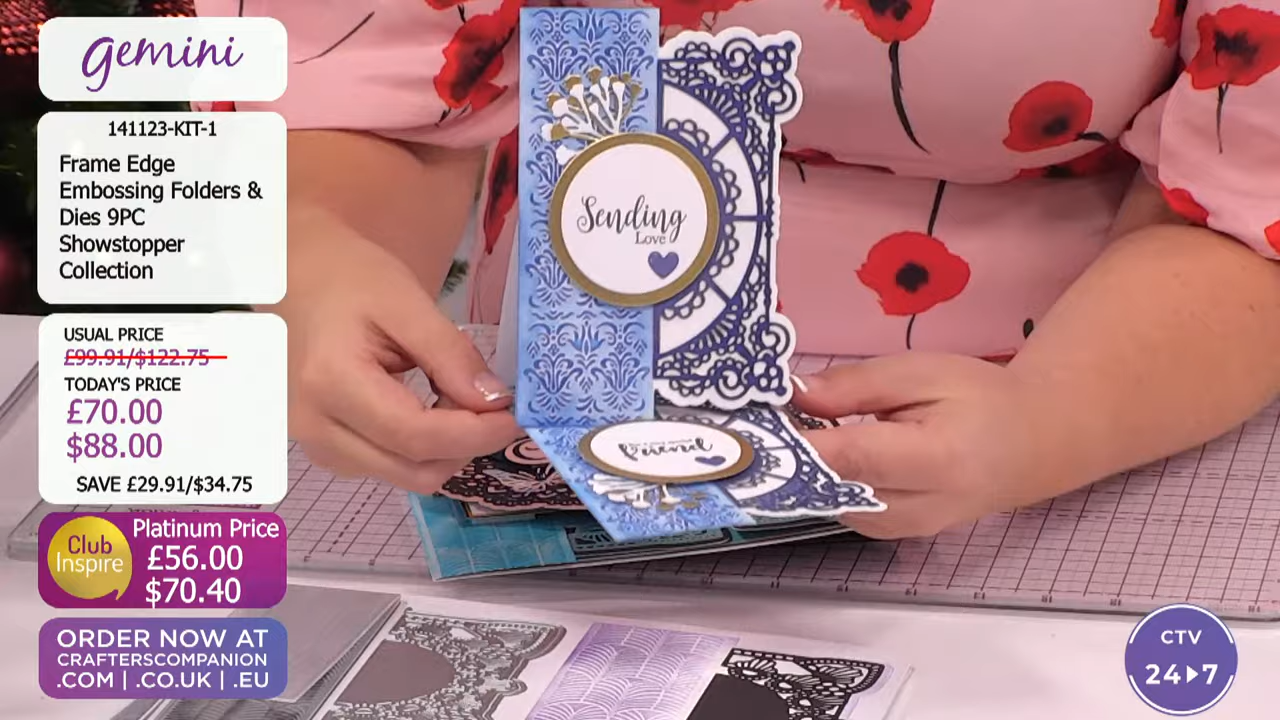 gemini
141123-KIT-1
Frame Edge
Embossing Folders &
Dies 9PC
Showstopper
Collection
USUAL PRICE
£99.91/$122.75
TODAY'S PRICE
£70.00
$88.00
SAVE £29.91/$34.75
Club
Inspire
Platinum Price
£56.00
$70.40
ORDER NOW AT
CRAFTERSCOMPANION
.COM | .CO.UK | .EU
Sending
Love
Friend
CTV
24▶7